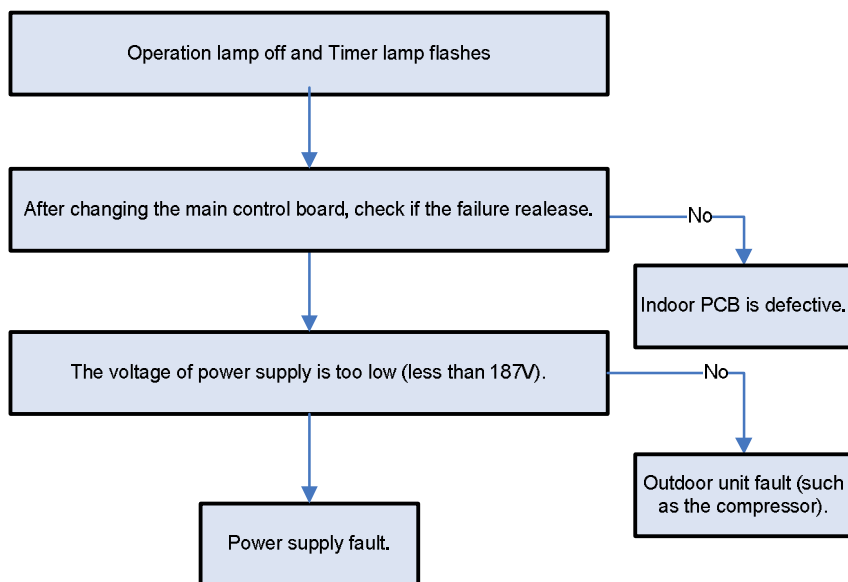 Operation lamp off and Timer lamp flashes
After changing the main control board, check if the failure realease.
No
Indoor PCB is defective.
The voltage of power supply is too low (less than 187V).
No
Outdoor unit fault (such
as the compressor).
Power supply fault.